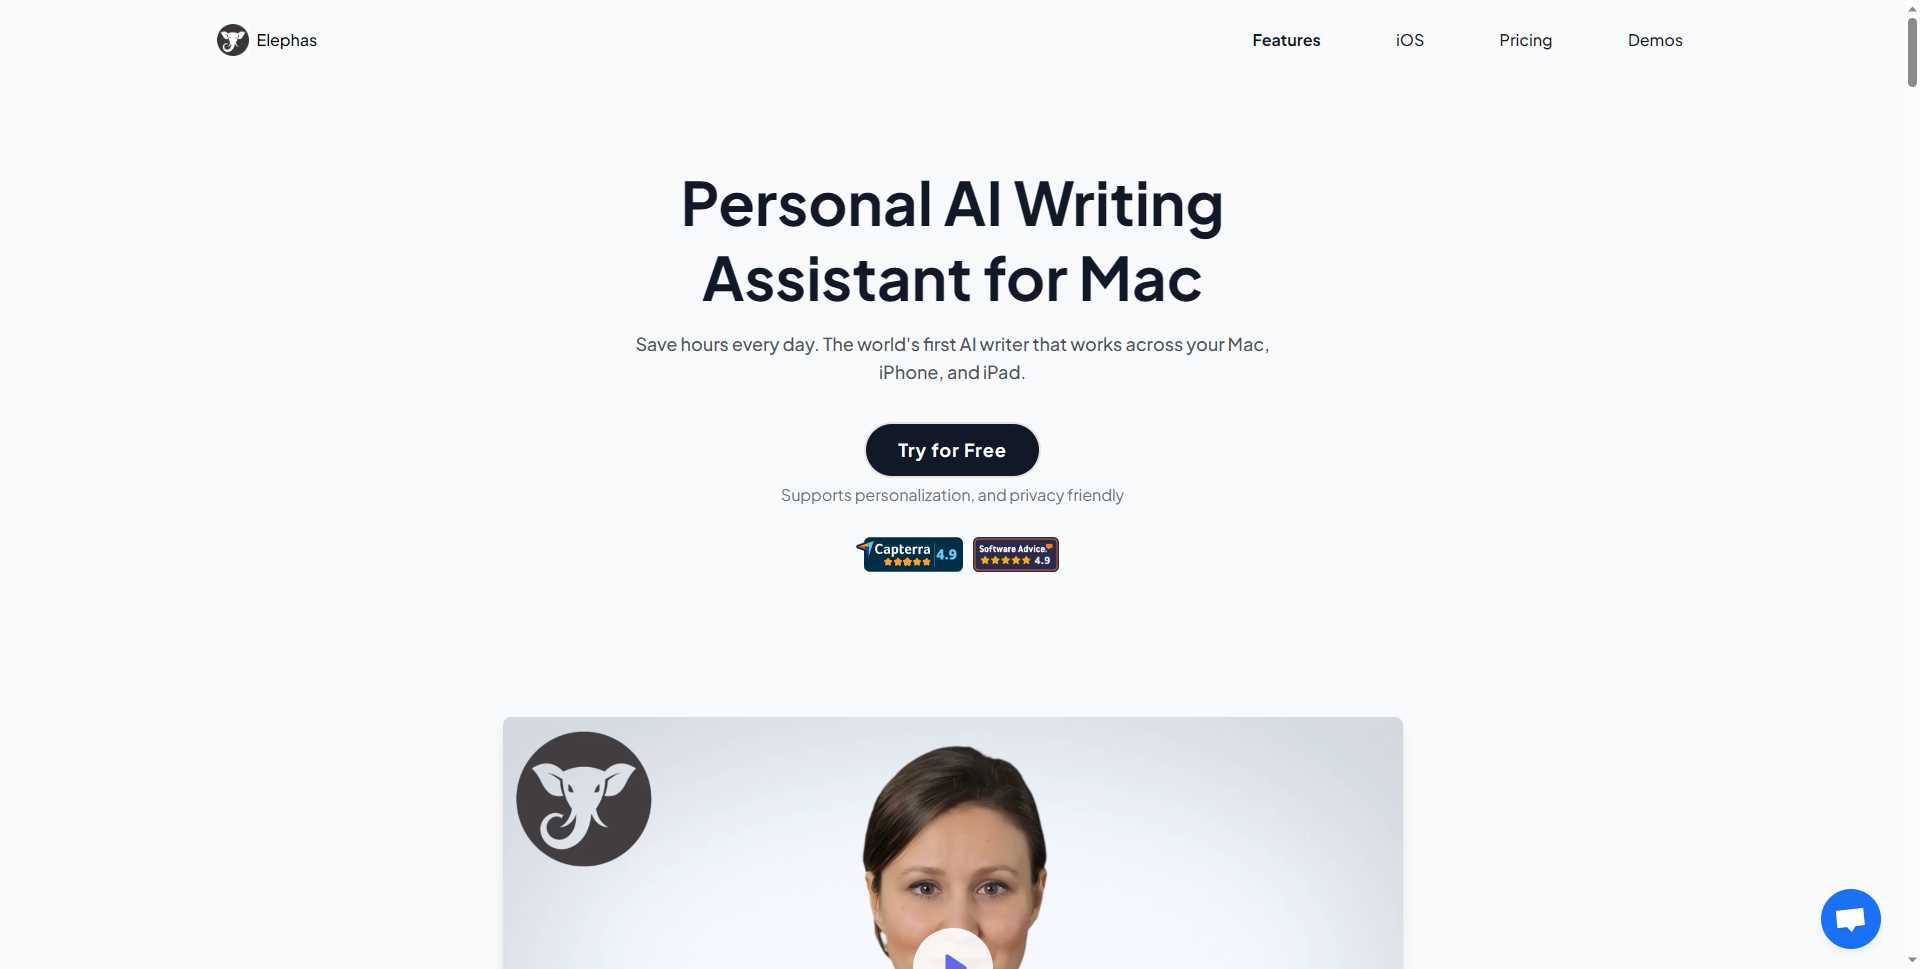 Elephas
Features
iOS
Pricing
Demos
Personal AI Writing
Assistant for Mac
Save hours every day. The world's first AI writer that works across your Mac,
iPhone, and iPad.
Try for Free
Supports personalization, and privacy friendly
Capterra
4.9
Software Advice.
4.9